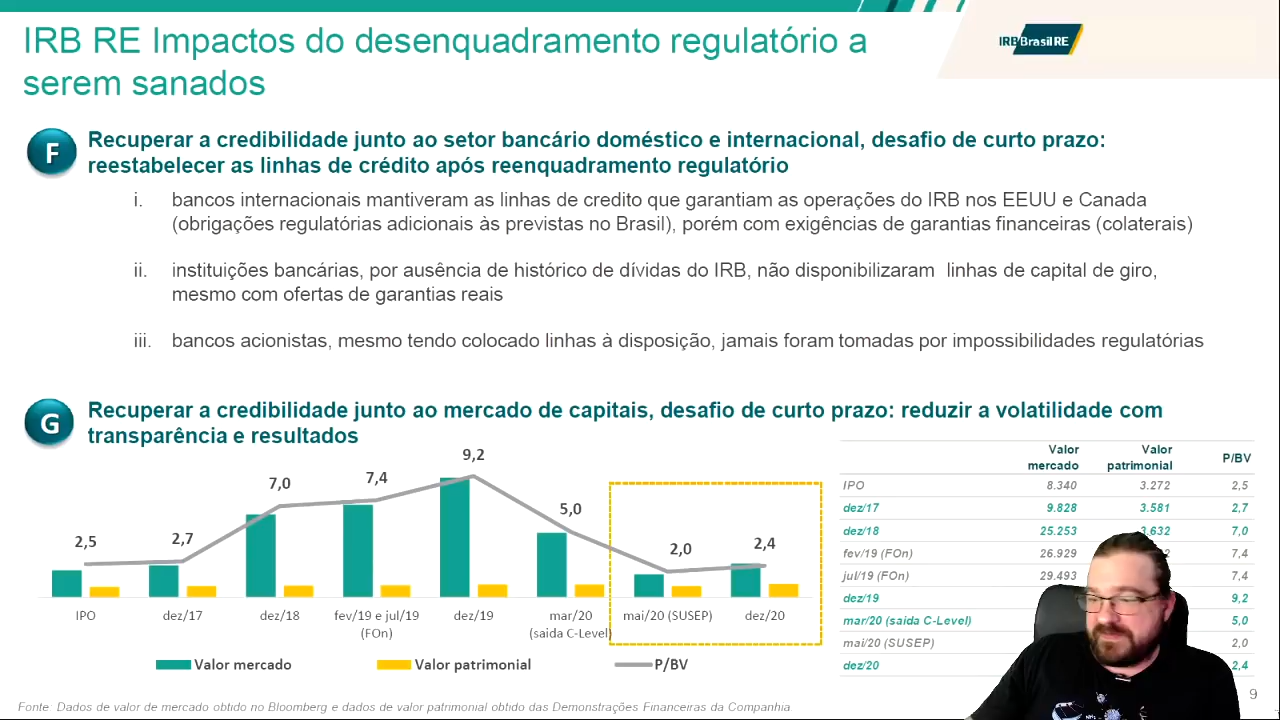 IRB RE Impactos do desenquadramento regulatório a
serem sanados
IRBBrasilRE
F
Recuperar a credibilidade junto ao setor bancário doméstico e internacional, desafio de curto prazo:
reestabelecer as linhas de crédito após reenquadramento regulatório
i. bancos internacionais mantiveram as linhas de credito que garantiam as operações do IRB nos EEUU e Canada
(obrigações regulatórias adicionais às previstas no Brasil), porém com exigências de garantias financeiras (colaterais)
ii. instituições bancárias, por ausência de histórico de dívidas do IRB, não disponibilizaram linhas de capital de giro,
mesmo com ofertas de garantias reais
iii. bancos acionistas, mesmo tendo colocado linhas à disposição, jamais foram tomadas por impossibilidades regulatórias
G
Recuperar a credibilidade junto ao mercado de capitais, desafio de curto prazo: reduzir a volatilidade com
transparência e resultados
2,5 2,7 7,0 7,4 9,2 5,0 2,0 2,4
IPO dez/17 dez/18 fev/19 e jul/19 dez/19 mar/20 mai/20 (SUSEP) dez/20
(FOn) (saida C-Level)
Valor mercado Valor patrimonial P/BV
Valor Valor
mercado patrimonial P/BV
IPO 8.340 3.272 2,5
dez/17 9.828 3.581 2,7
dez/18 25.253 3.632 7,0
fev/19 (FOn) 26.929 7,4
jul/19 (FOn) 29.493 7,4
dez/19 9,2
mar/20 (saída C-Level) 5,0
mai/20 (SUSEP) 2,0
dez/20 2,4
Fonte: Dados de valor de mercado obtido no Bloomberg e dados de valor patrimonial obtido das Demonstrações Financeiras da Companhia
9